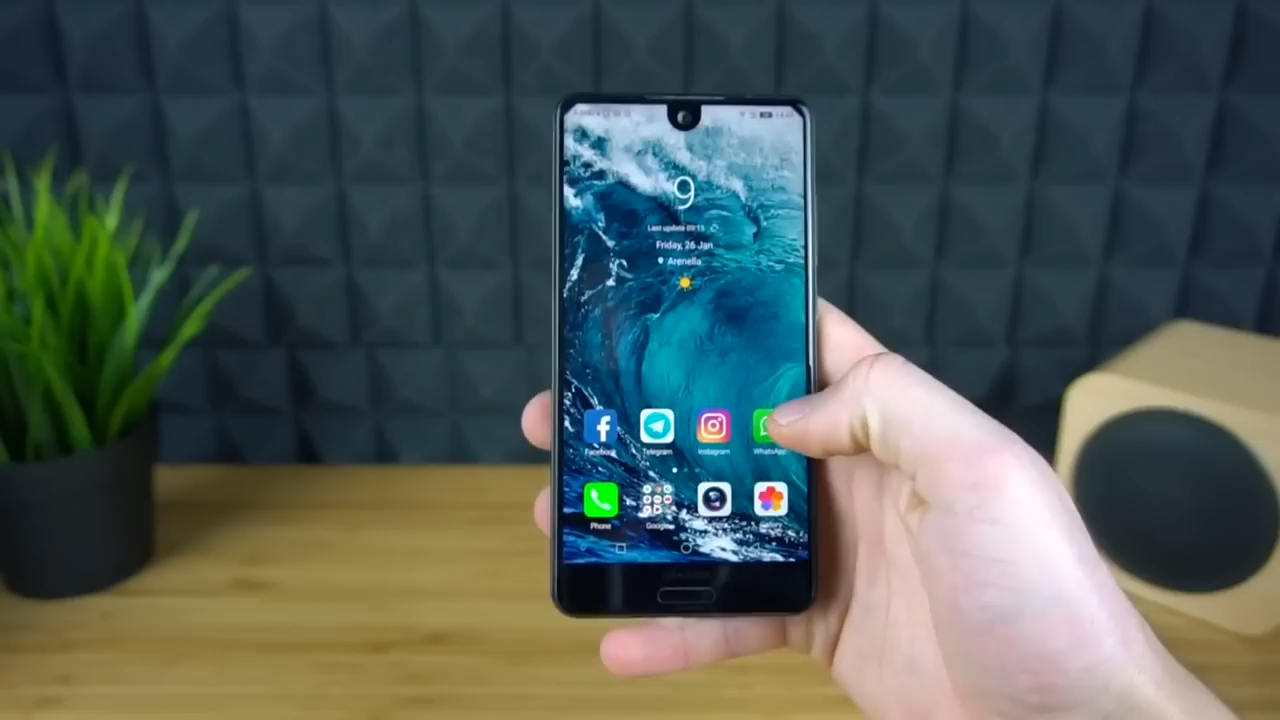 9
Last update 09:15
Friday, 26 Jan
Arenella
Facebook
Telegram
Instagram
WhatsApp
Phone
Google